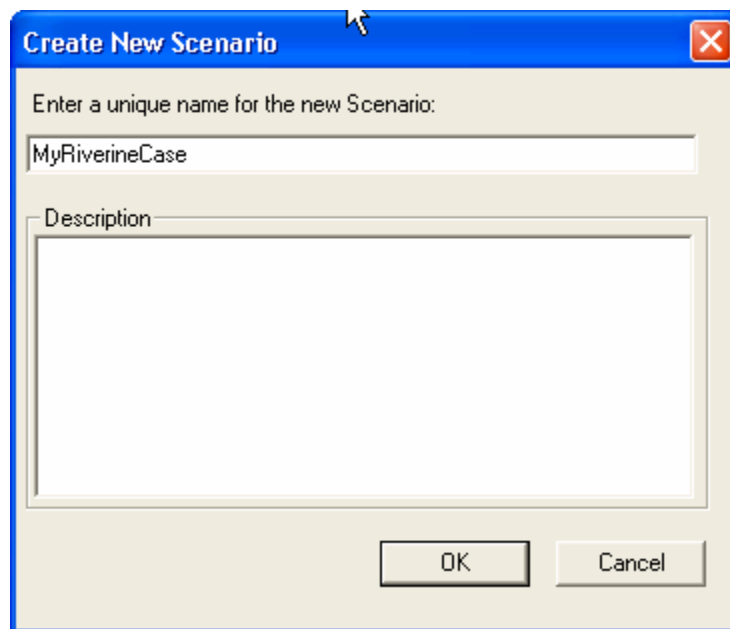 Create New Scenario
Enter a unique name for the new Scenario:
MyRiverineCase
Description
OK
Cancel